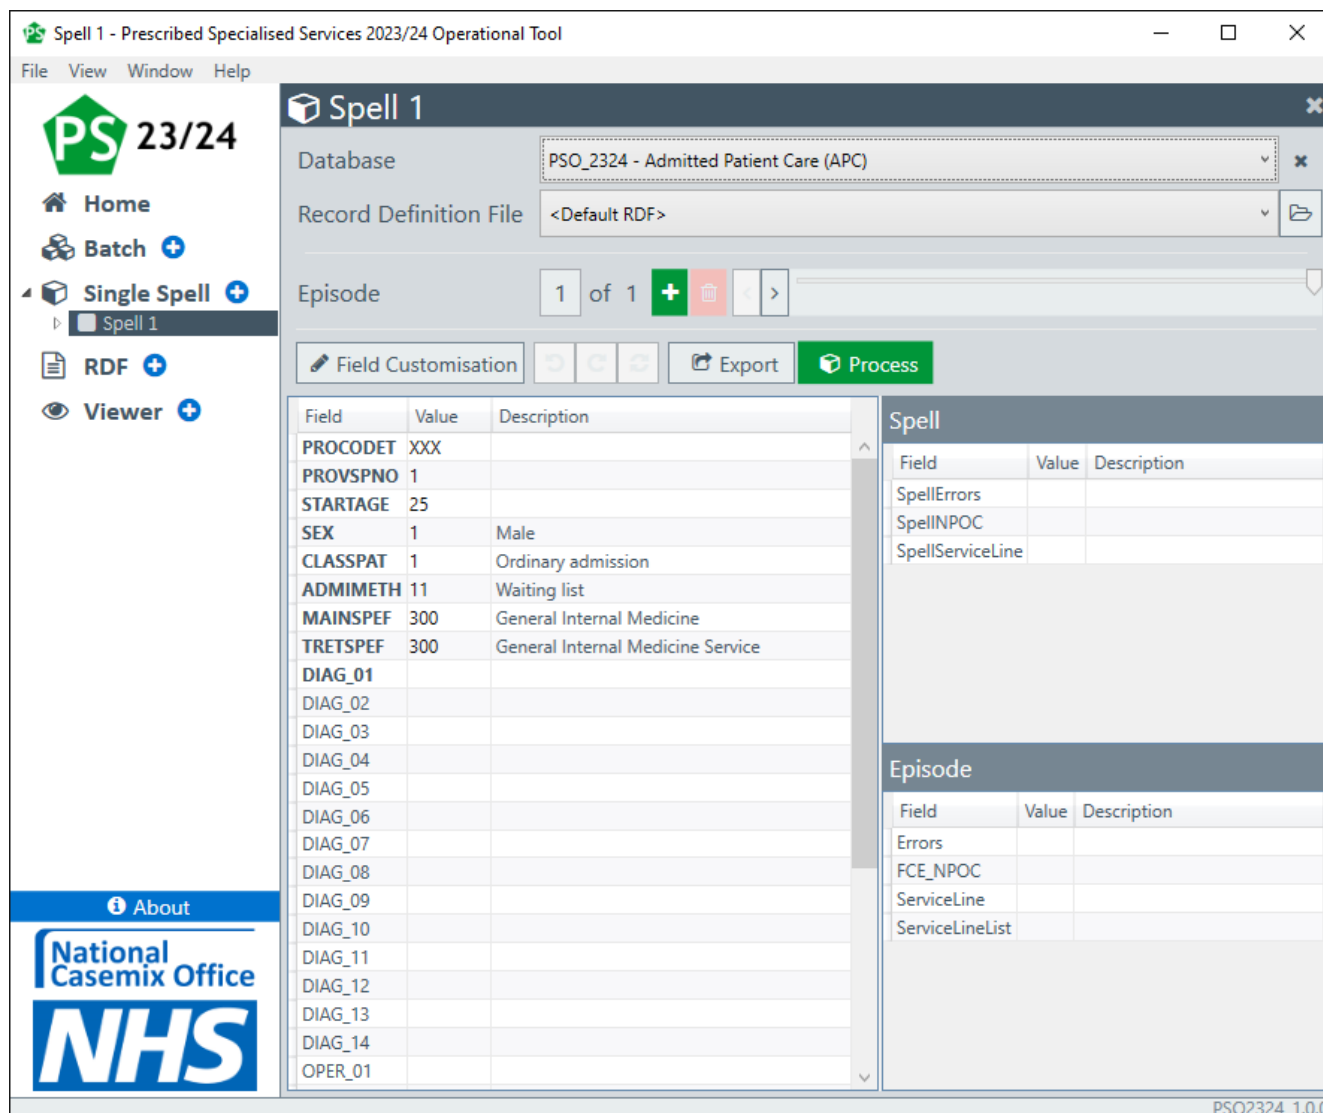 Spell 1 - Prescribed Specialised Services 2023/24 Operational Tool
File View Window Help
PS 23/24
Home
Batch
Single Spell
Spell 1
RDF
Viewer
About
National
Casemix Office
NHS
Spell 1
Database PSO_2324 - Admitted Patient Care (APC)
Record Definition File <Default RDF>
Episode 1 of 1
Field Customisation Export Process
Field Value Description
PROCODET XXX
PROVSPNO 1
STARTAGE 25
SEX 1 Male
CLASSPAT 1 Ordinary admission
ADMIMETH 11 Waiting list
MAINSPEF 300 General Internal Medicine
TRETSPEF 300 General Internal Medicine Service
DIAG_01
DIAG_02
DIAG_03
DIAG_04
DIAG_05
DIAG_06
DIAG_07
DIAG_08
DIAG_09
DIAG_10
DIAG_11
DIAG_12
DIAG_13
DIAG_14
OPER_01
Spell
Field Value Description
SpellErrors
SpellNPOC
SpellServiceLine
Episode
Field Value Description
Errors
FCE_NPOC
ServiceLine
ServiceLineList